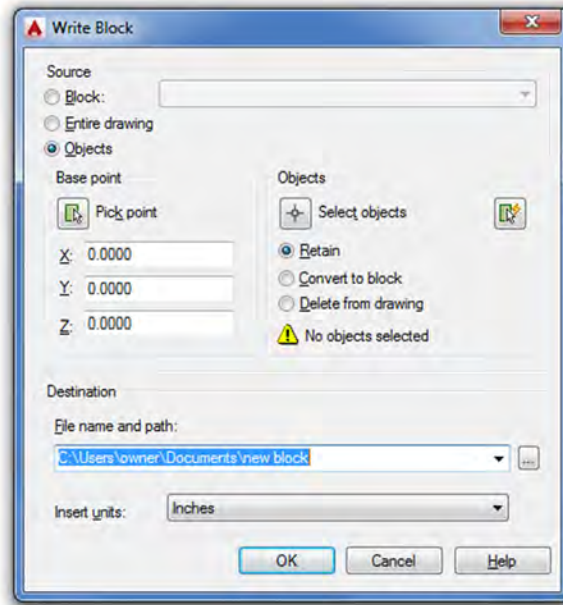 Write Block
Source
Block:
Entire drawing
Objects
Base point
Pick point
X: 0.0000
Y: 0.0000
Z: 0.0000
Objects
Select objects
Retain
Convert to block
Delete from drawing
No objects selected
Destination
File name and path:
C:\Users\owner\Documents\new block
...
Insert units: Inches
OK Cancel Help